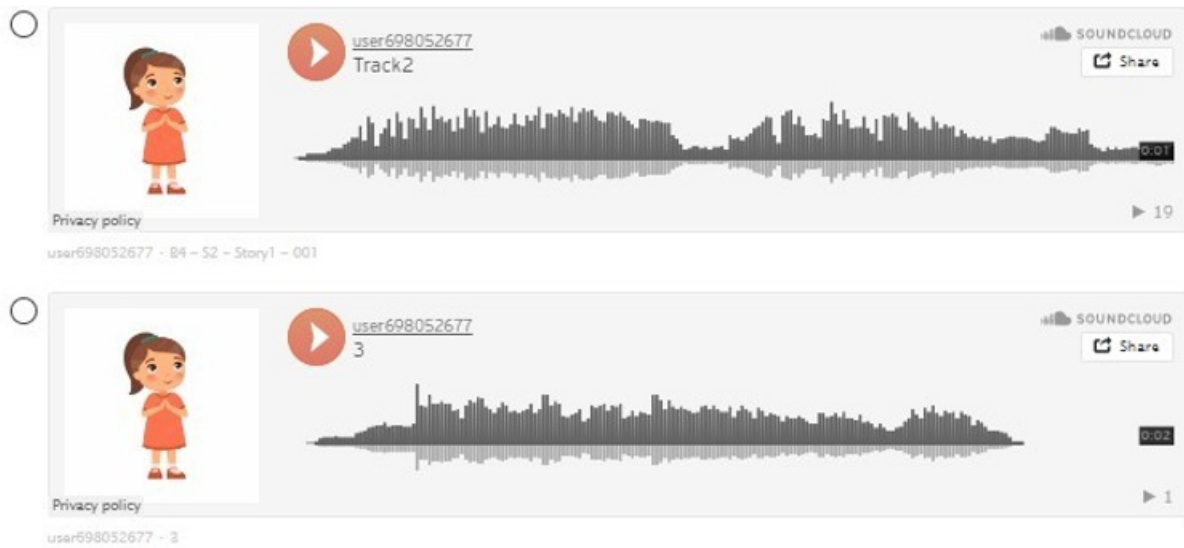 user698052677
SOUNDCLOUD
Track2
Share
0:01
19
Privacy policy
user698052677 · B4 – S2 – Story1 – 001
user698052677
SOUNDCLOUD
3
Share
0:02
1
Privacy policy
user698052677 · 3